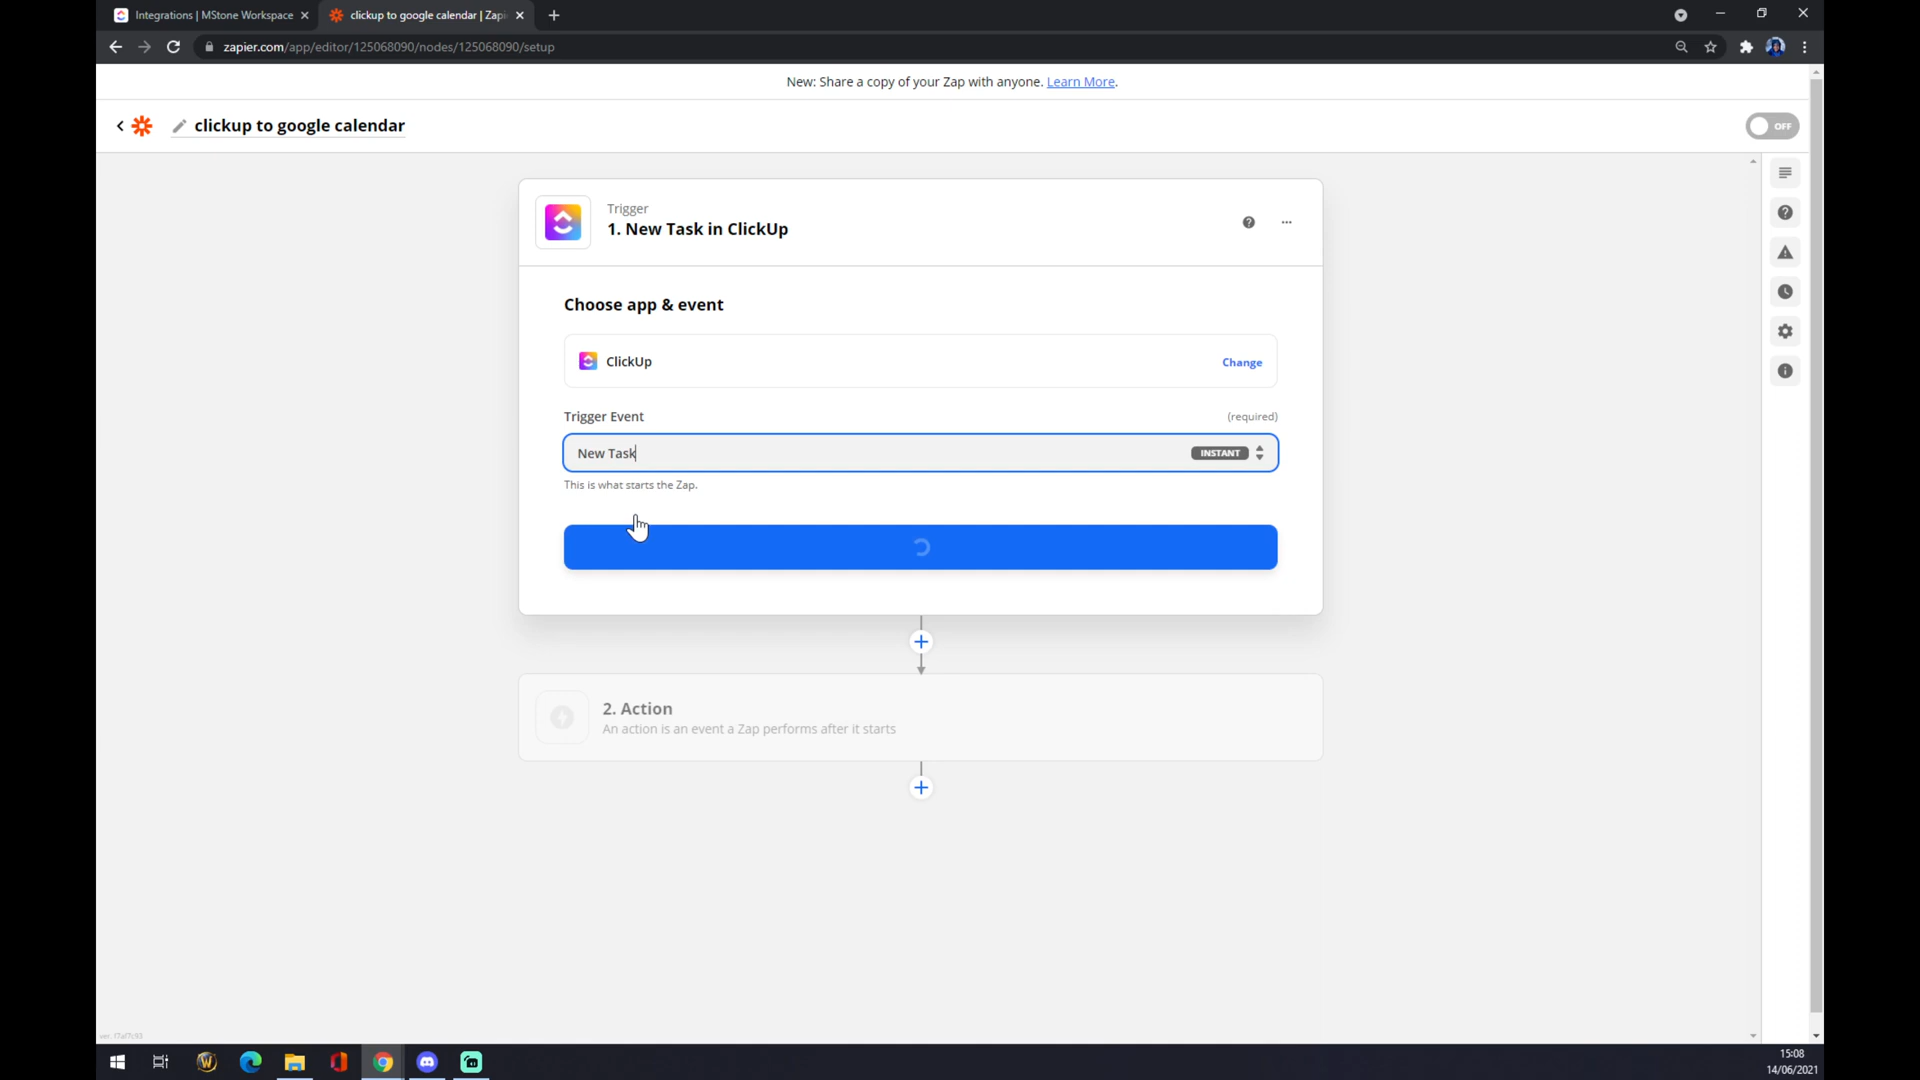 Integrations | MStone Workspace
clickup to google calendar | Zapi
zapier.com/app/editor/125068090/nodes/125068090/setup
New: Share a copy of your Zap with anyone. Learn More.
clickup to google calendar
OFF
Trigger
1. New Task in ClickUp
Choose app & event
ClickUp
Change
Trigger Event
(required)
New Task
INSTANT
This is what starts the Zap.
2. Action
An action is an event a Zap performs after it starts
15:08
14/06/2021